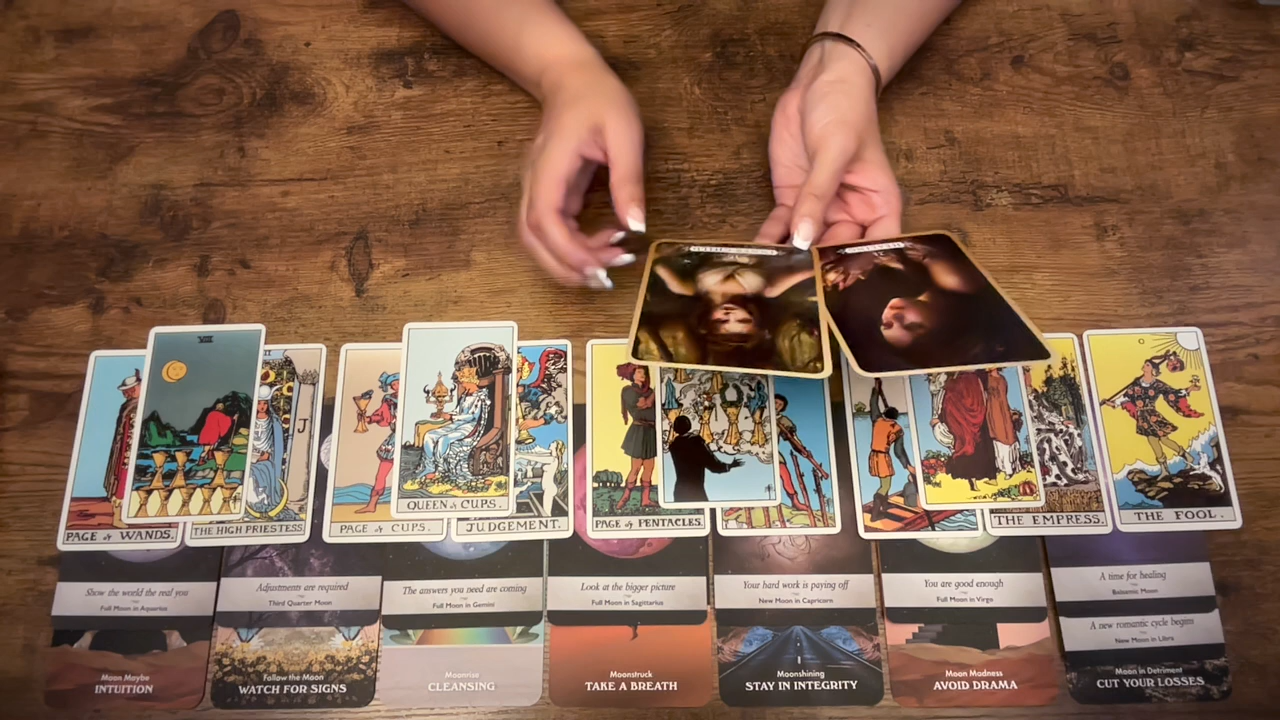 VIII
II
J
PAGE of WANDS.
THE HIGH PRIESTESS
PAGE of CUPS.
QUEEN of CUPS.
JUDGEMENT.
PAGE of PENTACLES.
THE EMPRESS.
THE FOOL.
Show the world the real you
Full Moon in Aquarius
Adjustments are required
Third Quarter Moon
The answers you need are coming
Full Moon in Gemini
Look at the bigger picture
Full Moon in Sagittarius
Your hard work is paying off
New Moon in Capricorn
You are good enough
Full Moon in Virgo
A time for healing
Balsamic Moon
A new romantic cycle begins
New Moon in Libra
Moon Maybe
INTUITION
Follow the Moon
WATCH FOR SIGNS
Moonrise
CLEANSING
Moonstruck
TAKE A BREATH
Moonshining
STAY IN INTEGRITY
Moon Madness
AVOID DRAMA
Moon in Detriment
CUT YOUR LOSSES